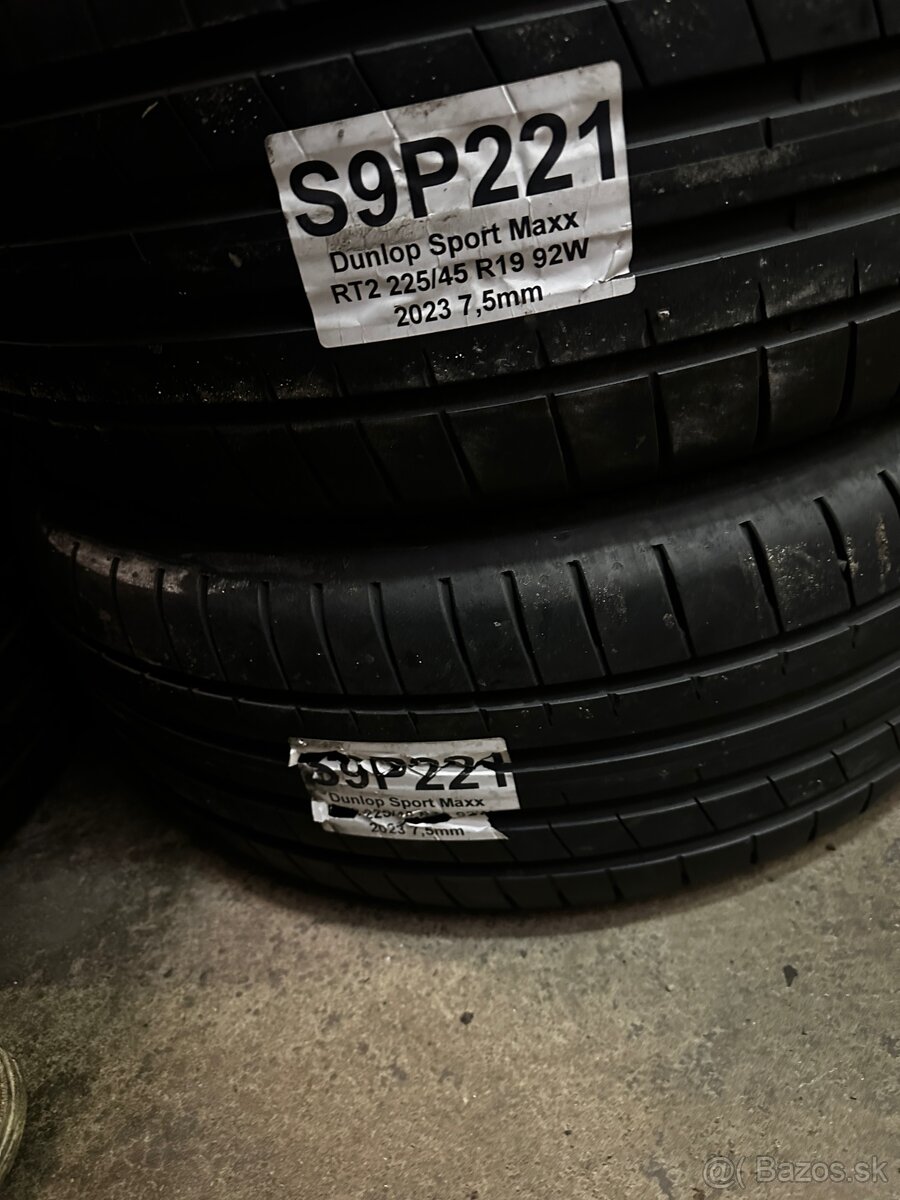 S9P221
Dunlop Sport Maxx
RT2 225/45 R19 92W
2023 7,5mm
S9P221
Dunlop Sport Maxx
225/
2023 7,5mm
@( Bazos.sk